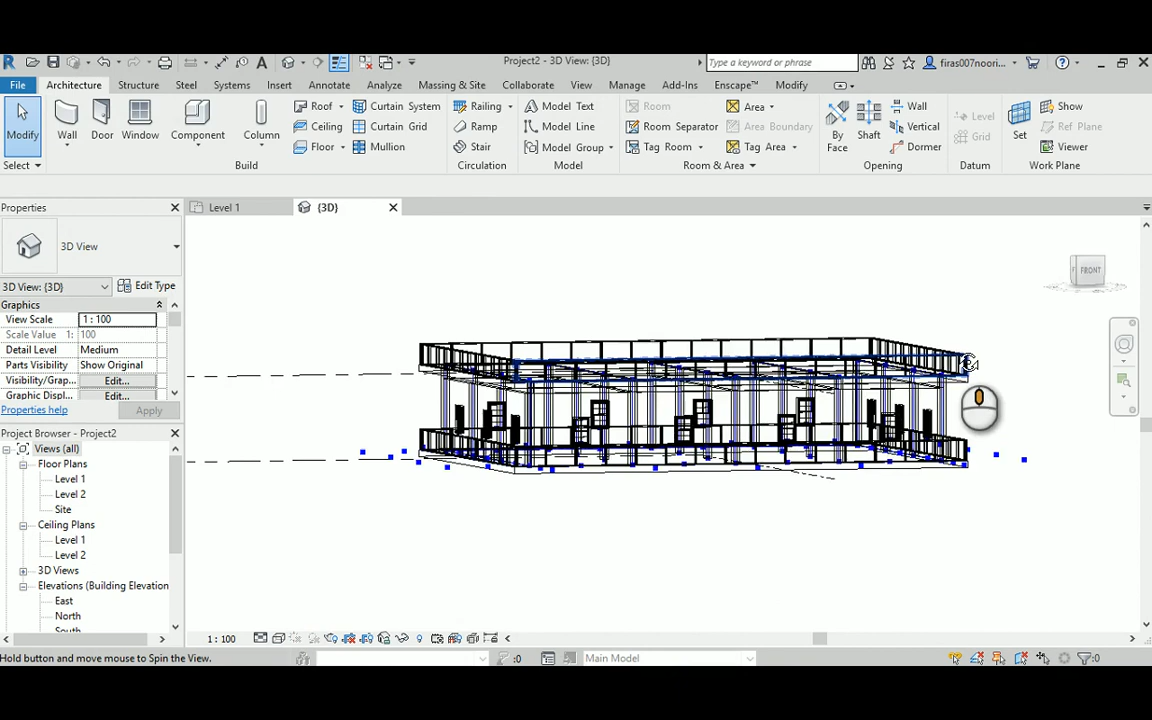 Project2 - 3D View: {3D}
Type a keyword or phrase
firas007noori...
File
Architecture
Structure
Steel
Systems
Insert
Annotate
Analyze
Massing & Site
Collaborate
View
Manage
Add-Ins
Enscape™
Modify
Modify
Wall
Door
Window
Component
Column
Roof
Ceiling
Floor
Curtain System
Curtain Grid
Mullion
Railing
Ramp
Stair
Model Text
Model Line
Model Group
Room
Room Separator
Tag Room
Area
Area Boundary
Tag Area
By
Face
Shaft
Wall
Vertical
Dormer
Level
Grid
Set
Show
Ref Plane
Viewer
Select
Build
Circulation
Model
Room & Area
Opening
Datum
Work Plane
Properties
Level 1
{3D}
3D View
3D View: {3D}
Edit Type
Graphics
View Scale
1 : 100
Scale Value 1:
100
Detail Level
Medium
Parts Visibility
Show Original
Visibility/Grap...
Edit...
Graphic Displ...
Edit...
Properties help
Apply
Project Browser - Project2
Views (all)
Floor Plans
Level 1
Level 2
Site
Ceiling Plans
Level 1
Level 2
3D Views
Elevations (Building Elevation
East
North
South
FRONT
1 : 100
Hold button and move mouse to Spin the View.
:0
Main Model
:0